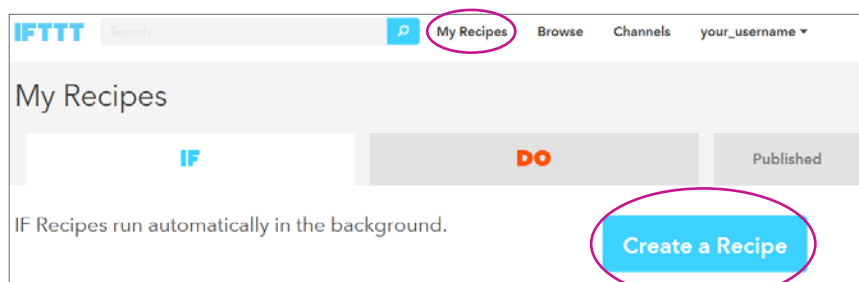 IFTTT Search My Recipes Browse Channels your_username
My Recipes
IF DO Published
IF Recipes run automatically in the background.
Create a Recipe